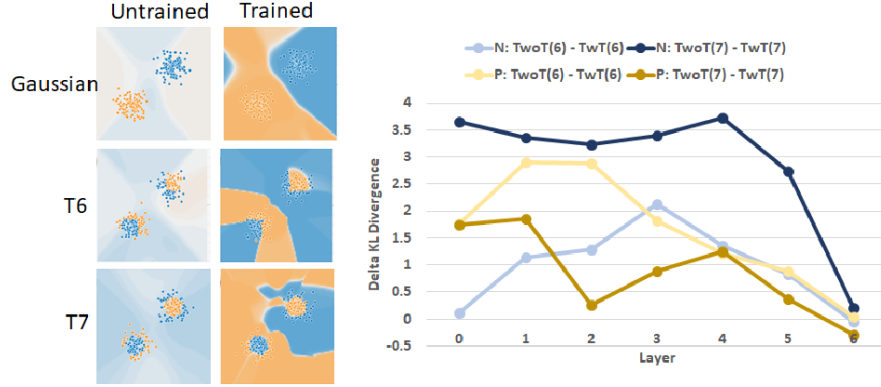 Untrained Trained
Gaussian
T6
T7
N: TwoT(6) - TwT(6) N: TwoT(7) - TwT(7)
P: TwoT(6) - TwT(6) P: TwoT(7) - TwT(7)
Delta KL Divergence
4
3.5
3
2.5
2
1.5
1
0.5
0
-0.5
0 1 2 3 4 5 6
Layer